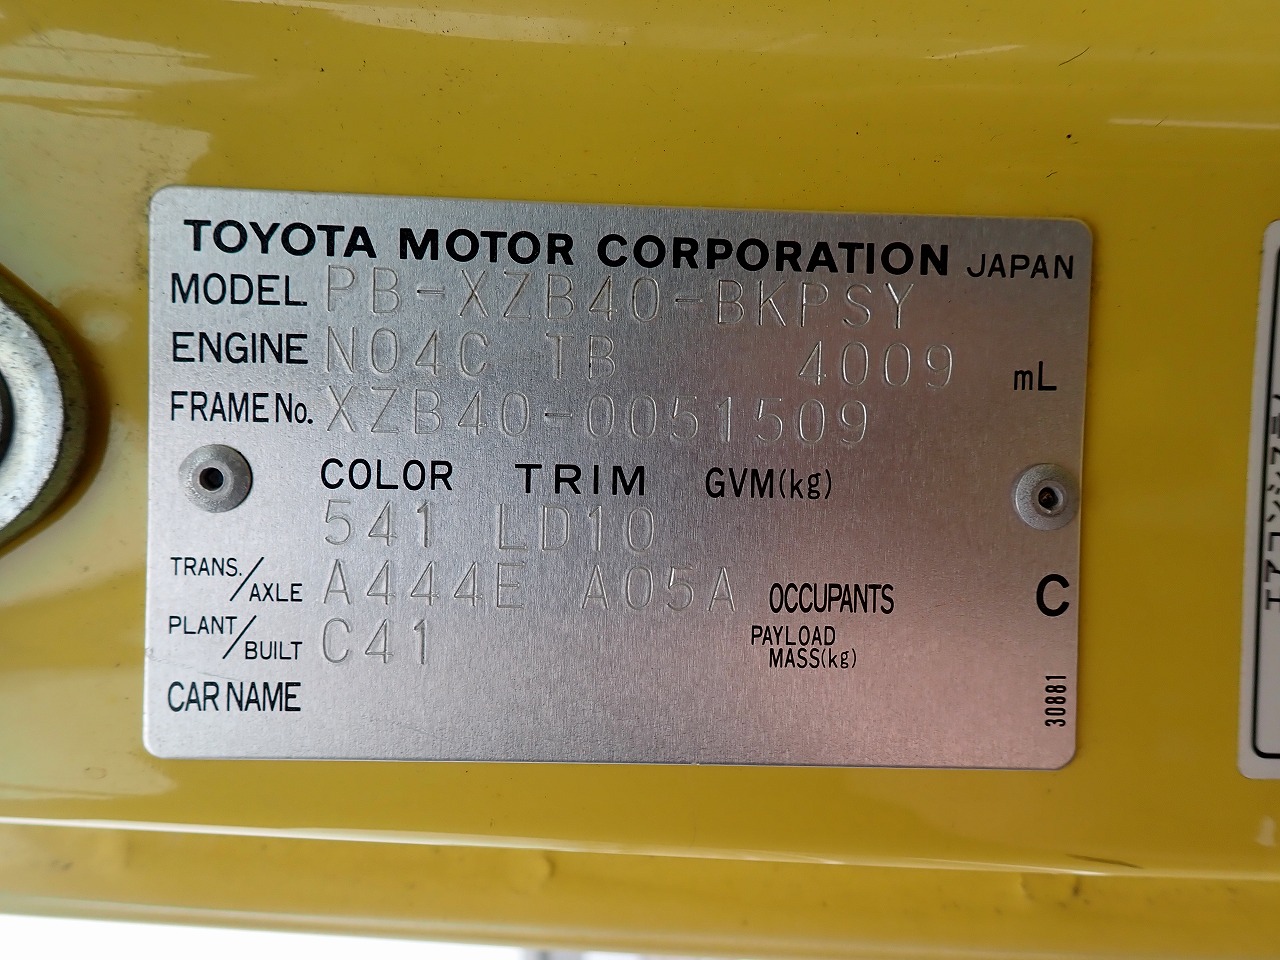 TOYOTA MOTOR CORPORATION JAPAN
MODEL PB-XZB40-BKPSY
ENGINE N04C TB 4009 mL
FRAME No. XZB40-0051509
COLOR TRIM GVM(kg)
541 LD10
TRANS./AXLE A444E A05A OCCUPANTS C
PLANT/BUILT C41 PAYLOAD MASS(kg)
CAR NAME
30881